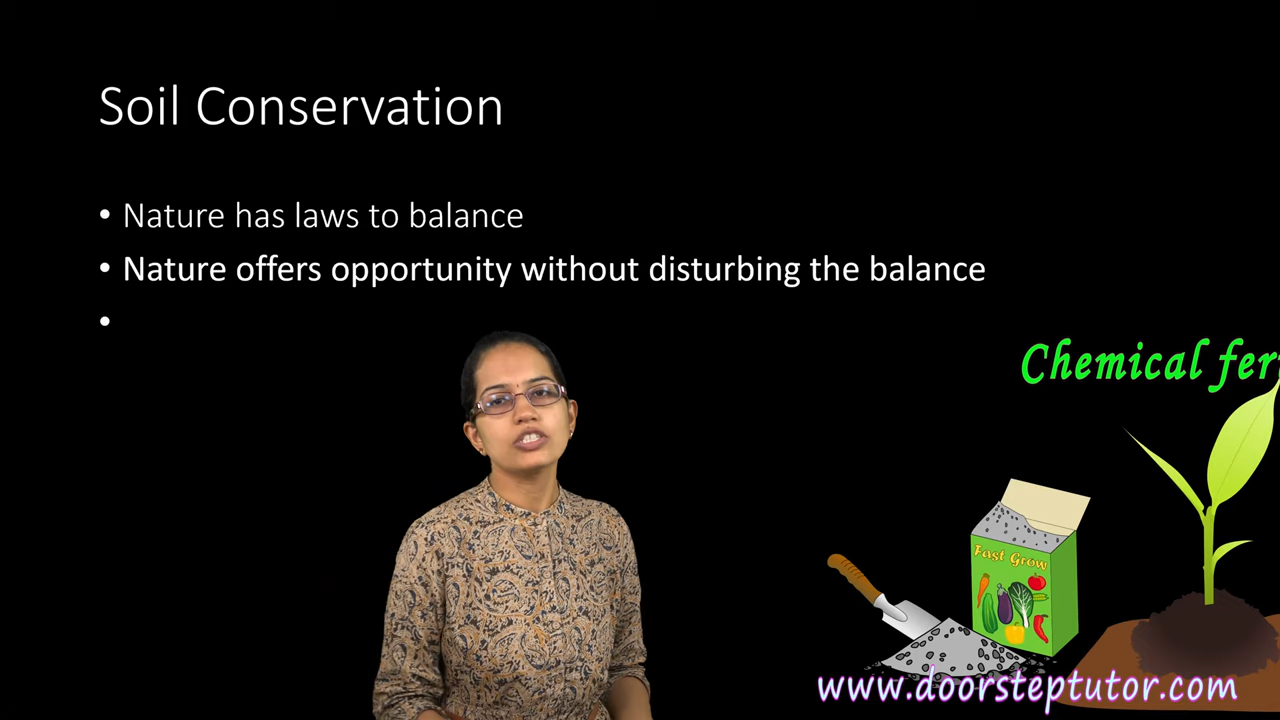 Soil Conservation
• Nature has laws to balance
• Nature offers opportunity without disturbing the balance
•
Chemical fer
Fast Grow
www.doorsteptutor.com